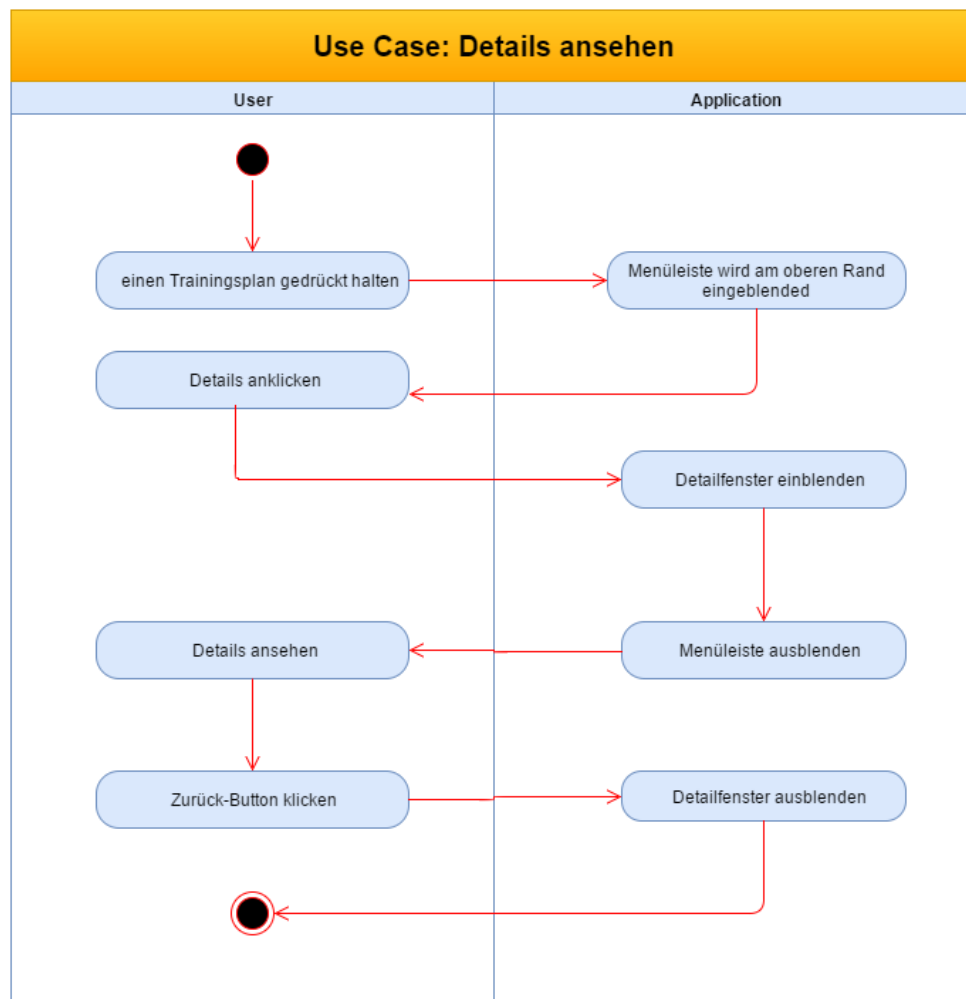 Use Case: Details ansehen
User
Application
einen Trainingsplan gedrückt halten
Menüleiste wird am oberen Rand
eingeblended
Details anklicken
Detailfenster einblenden
Details ansehen
Menüleiste ausblenden
Zurück-Button klicken
Detailfenster ausblenden